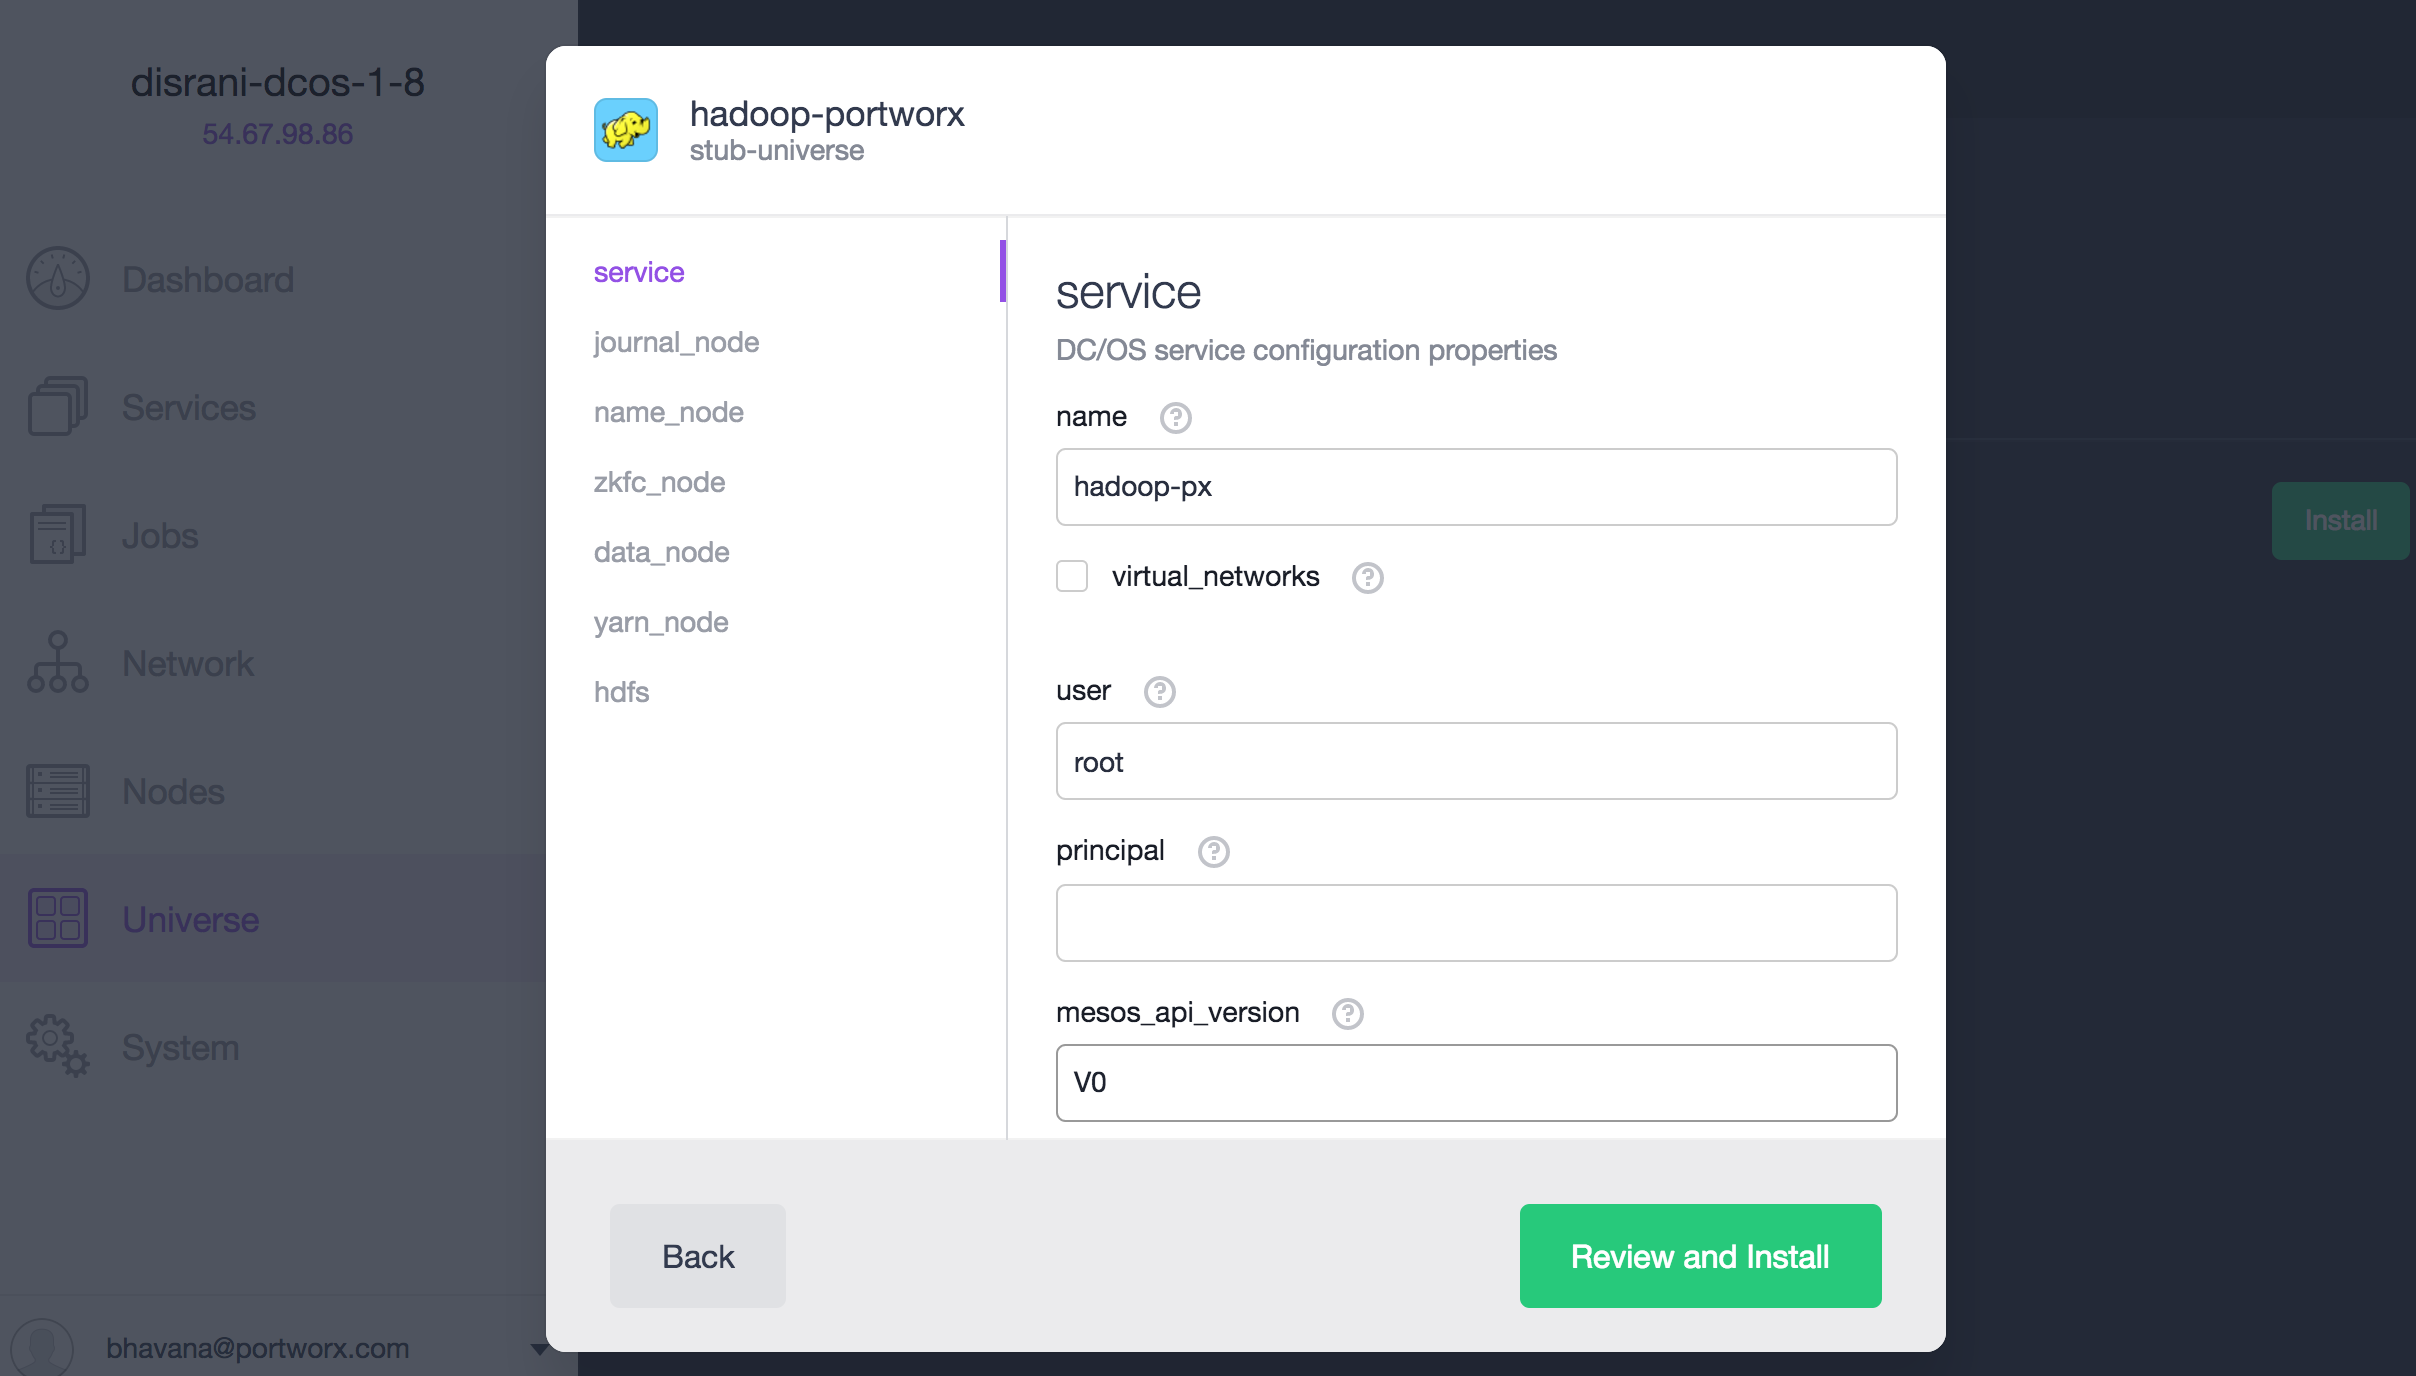 disrani-dcos-1-8
54.67.98.86
Dashboard
Services
Jobs
Network
Nodes
Universe
System
bhavana@portworx.com
hadoop-portworx
stub-universe
service
journal_node
name_node
zkfc_node
data_node
yarn_node
hdfs
service
DC/OS service configuration properties
name ?
hadoop-px
virtual_networks ?
user ?
root
principal ?
mesos_api_version ?
V0
Back
Review and Install
Install